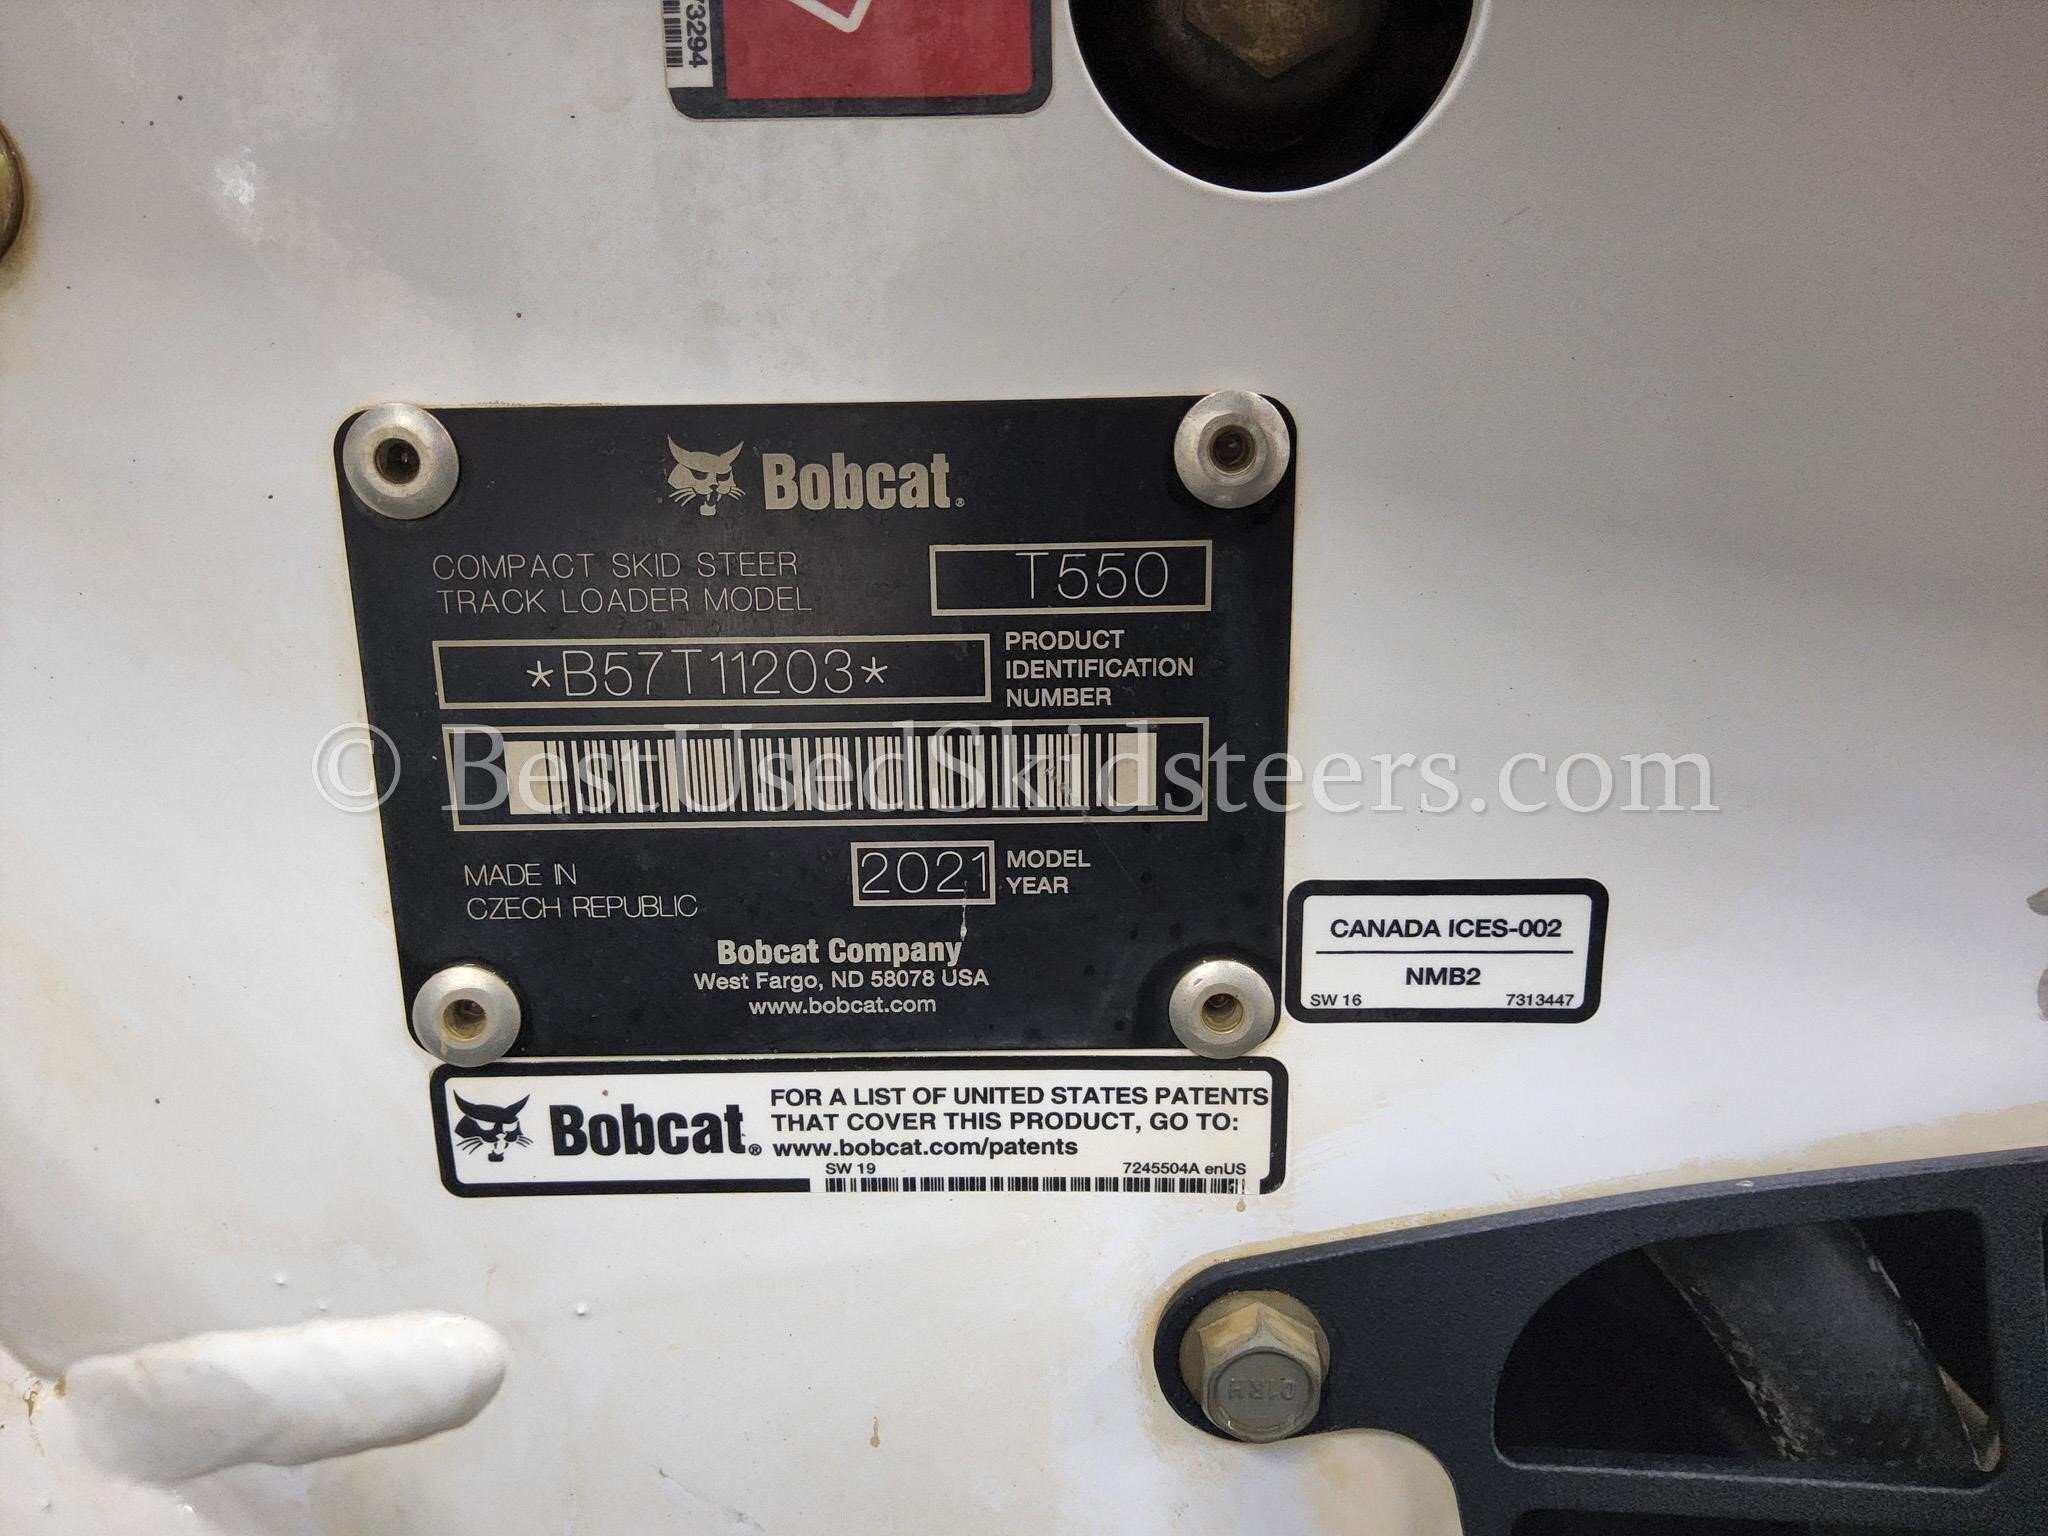 73294
Bobcat®
COMPACT SKID STEER
TRACK LOADER MODEL
T550
*B57T11203*
PRODUCT
IDENTIFICATION
NUMBER
© BestUsedSkidsteers.com
MADE IN
CZECH REPUBLIC
2021
MODEL
YEAR
Bobcat Company
West Fargo, ND 58078 USA
www.bobcat.com
CANADA ICES-002
NMB2
SW 16 7313447
Bobcat®
FOR A LIST OF UNITED STATES PATENTS
THAT COVER THIS PRODUCT, GO TO:
www.bobcat.com/patents
SW 19 7245504A enUS